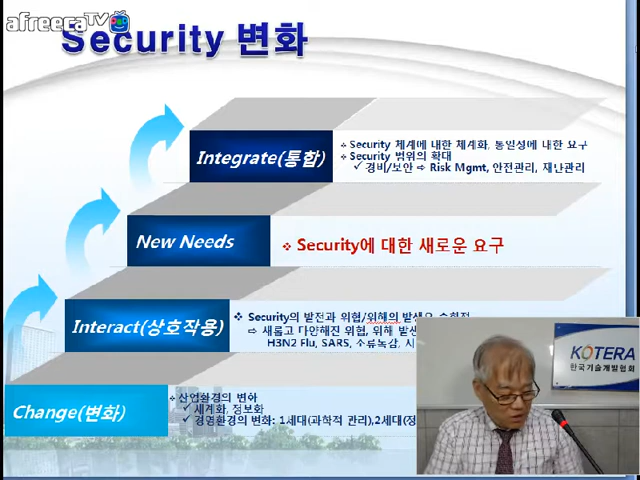 afreecaTV
Security 변화
Integrate(통합)
❖ Security 체계에 대한 체계화, 통일성에 대한 요구
❖ Security 범위의 확대
✓ 경비/보안 ⇨ Risk Mgmt, 안전관리, 재난관리
New Needs
❖ Security에 대한 새로운 요구
Interact(상호작용)
❖ Security의 발전과 위협/위해의 발생은
⇨ 새롭고 다양해진 위협, 위해 발생
H3N2 Flu, SARS, 소류독감, 시
Change(변화)
❖ 산업환경의 변화
✓ 세계화, 정보화
✓ 경영환경의 변화: 1세대(과학적 관리),2세대(정
KOTERA
한국기술개발협회